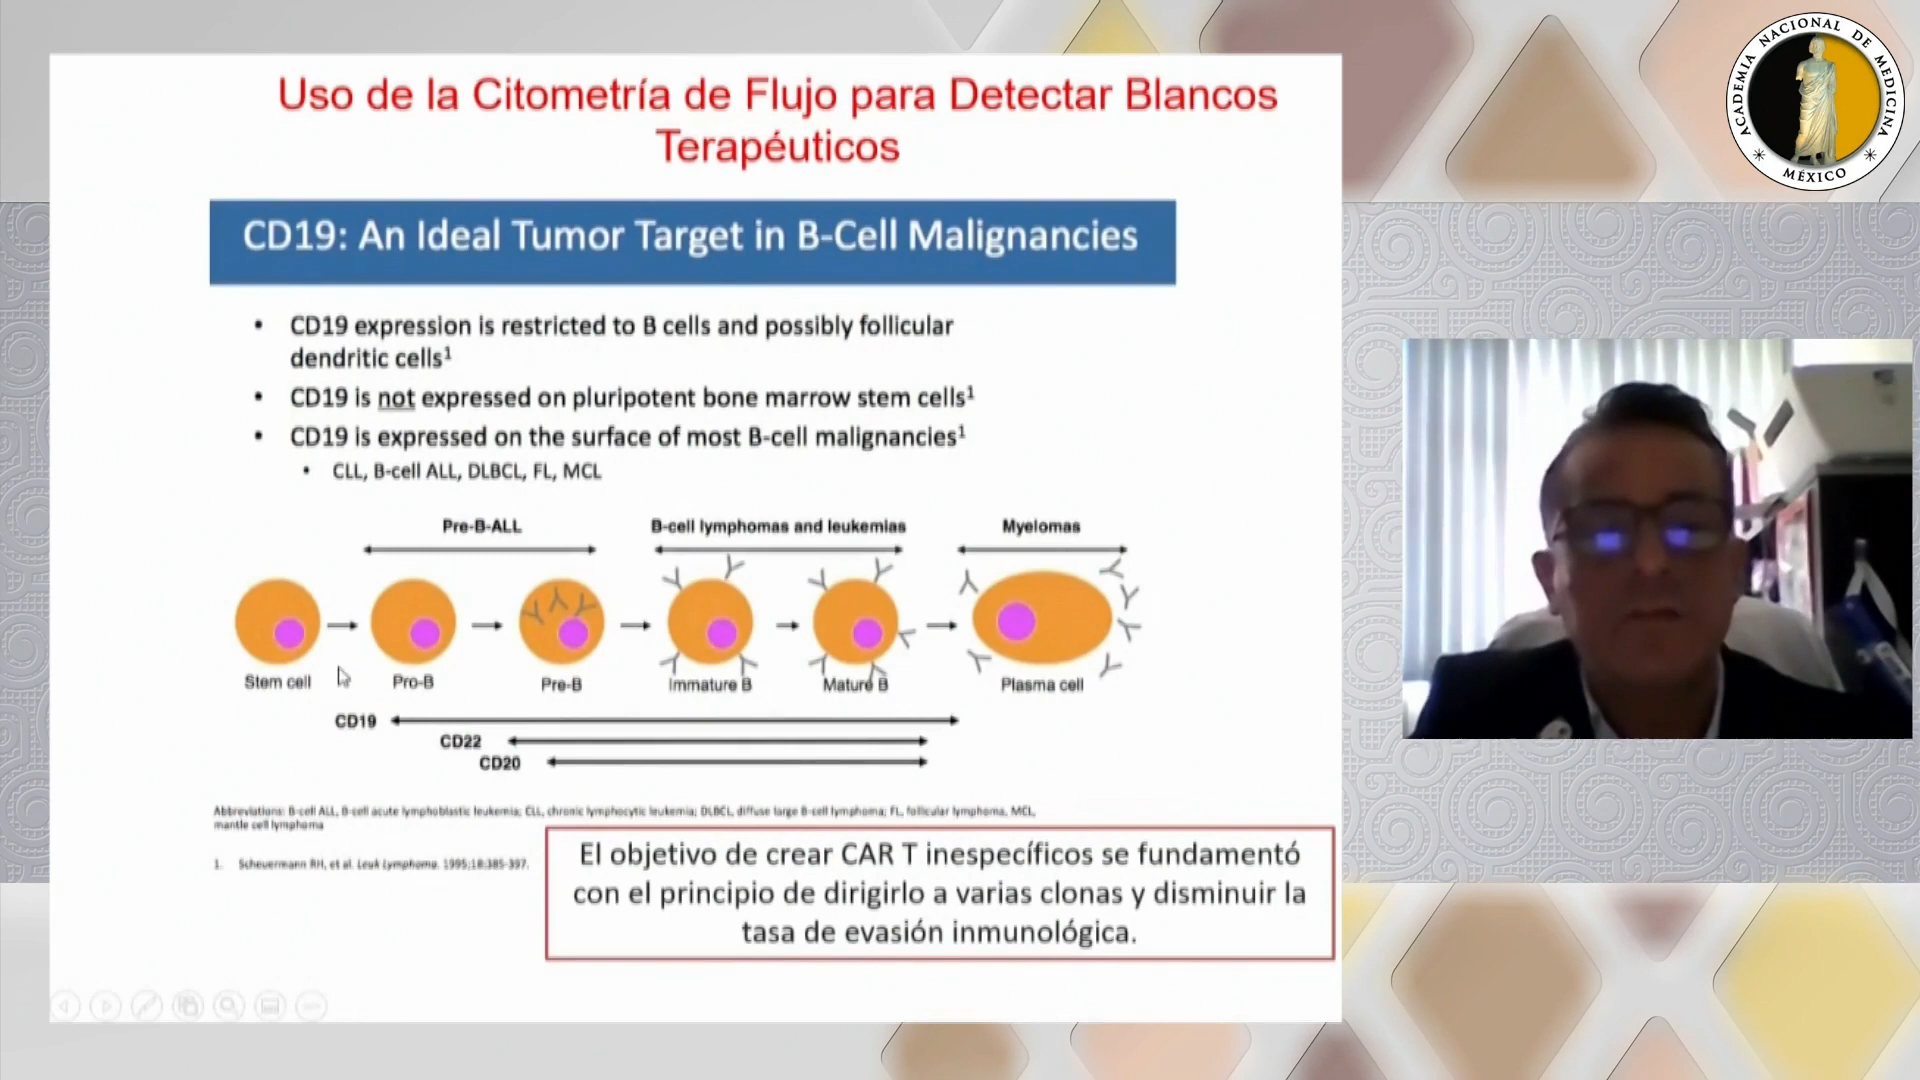 Uso de la Citometría de Flujo para Detectar Blancos
Terapéuticos
CD19: An Ideal Tumor Target in B-Cell Malignancies
• CD19 expression is restricted to B cells and possibly follicular
dendritic cells¹
• CD19 is not expressed on pluripotent bone marrow stem cells¹
• CD19 is expressed on the surface of most B-cell malignancies¹
• CLL, B-cell ALL, DLBCL, FL, MCL
Pre-B-ALL
B-cell lymphomas and leukemias
Myelomas
Stem cell
Pro-B
Pre-B
Immature B
Mature B
Plasma cell
CD19
CD22
CD20
Abbreviations: B-cell ALL, B-cell acute lymphoblastic leukemia; CLL, chronic lymphocytic leukemia; DLBCL, diffuse large B-cell lymphoma; FL, follicular lymphoma, MCL,
mantle cell lymphoma
1. Scheuermann RH, et al. Leuk Lymphoma. 1995;18:385-397.
El objetivo de crear CAR T inespecíficos se fundamentó
con el principio de dirigirlo a varias clonas y disminuir la
tasa de evasión inmunológica.
ACADEMIA NACIONAL DE MEDICINA
MÉXICO